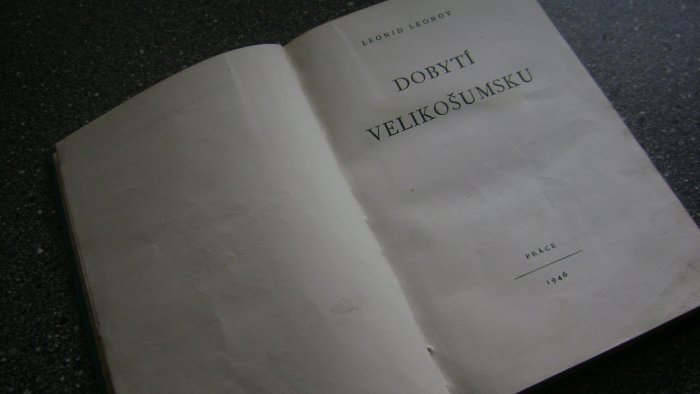 LEONID LEONOV
DOBYTÍ
VELIKOŠUMSKU
PRÁCE
1946